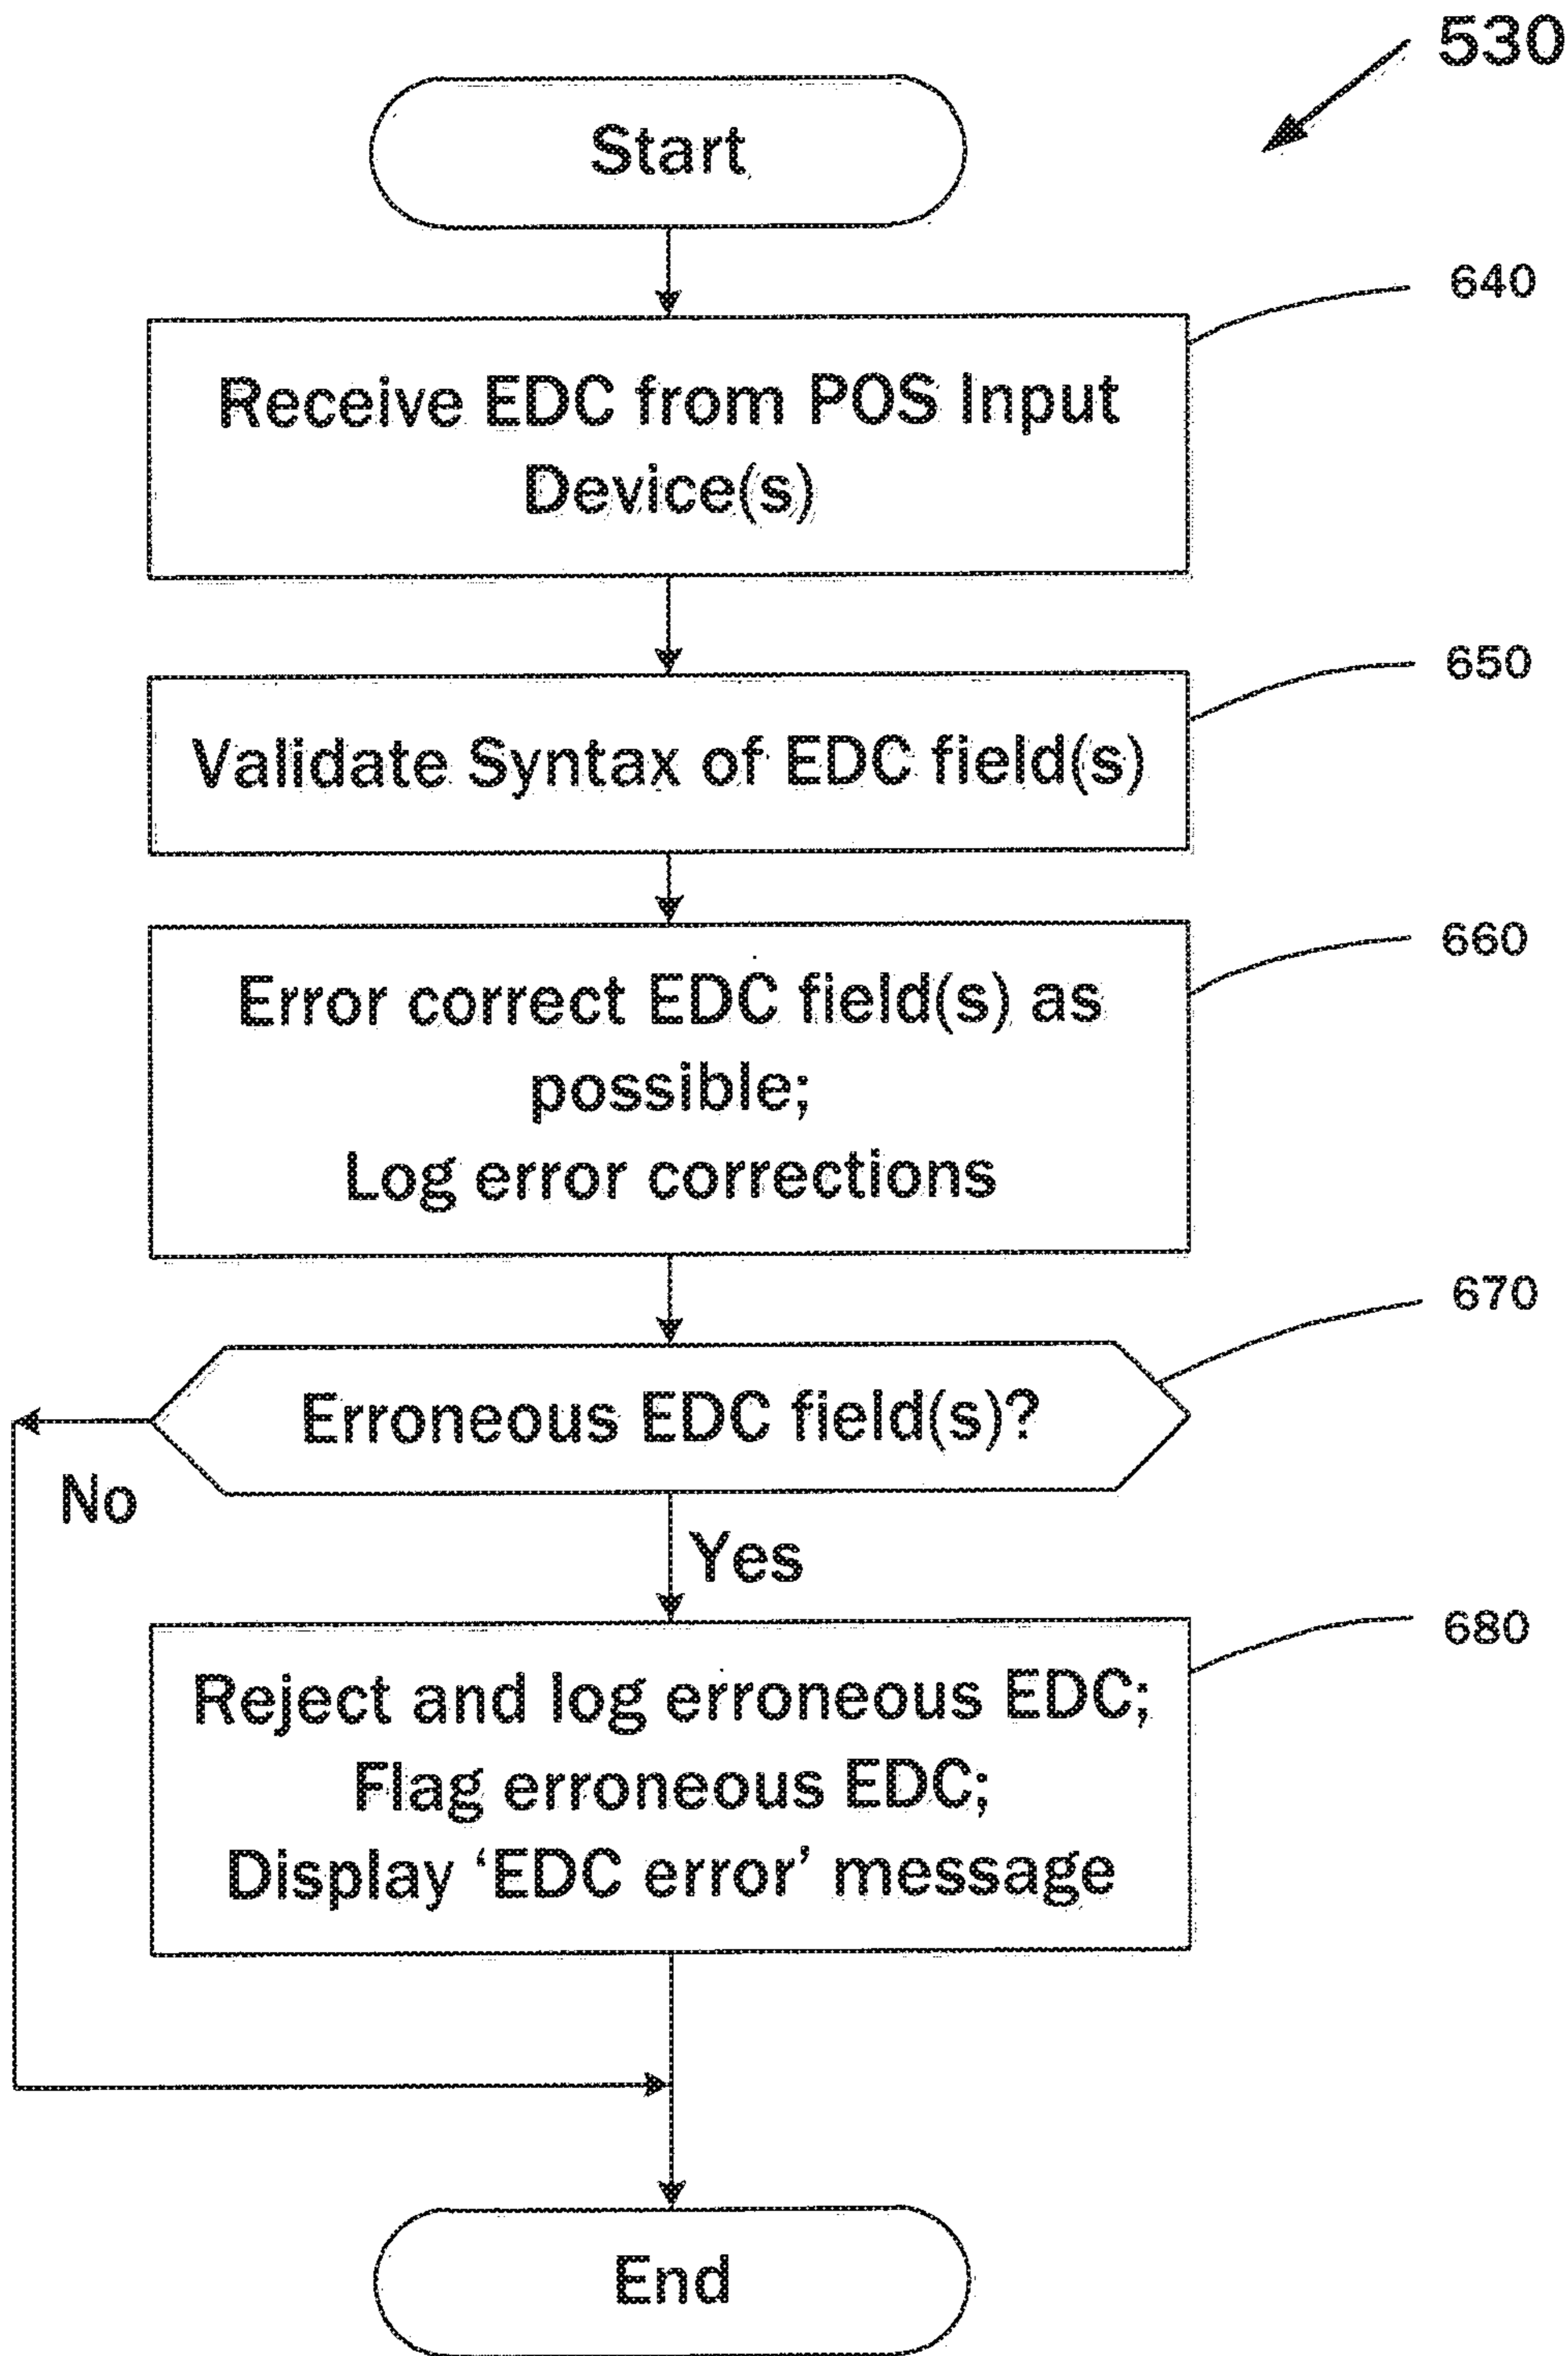 530
Start
640
Receive EDC from POS Input
Device(s)
650
Validate Syntax of EDC field(s)
660
Error correct EDC field(s) as
possible;
Log error corrections
670
Erroneous EDC field(s)?
No
Yes
680
Reject and log erroneous EDC;
Flag erroneous EDC;
Display ‘EDC error’ message
End